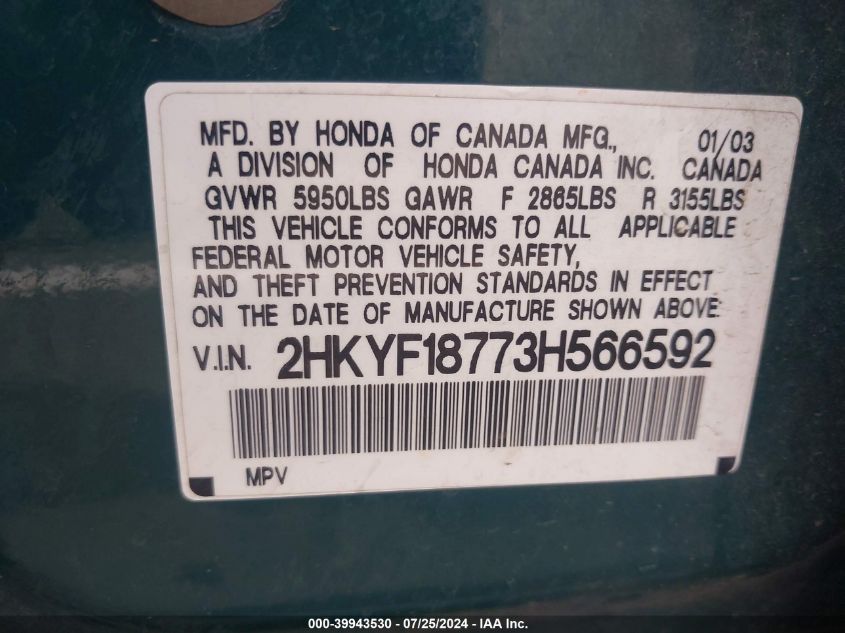 MFD. BY HONDA OF CANADA MFG., 01/03
A DIVISION OF HONDA CANADA INC. CANADA
GVWR 5950LBS GAWR F 2865LBS R 3155LBS
THIS VEHICLE CONFORMS TO ALL APPLICABLE
FEDERAL MOTOR VEHICLE SAFETY,
AND THEFT PREVENTION STANDARDS IN EFFECT
ON THE DATE OF MANUFACTURE SHOWN ABOVE:
V.I.N. 2HKYF18773H566592
MPV
000-39943530 - 07/25/2024 - IAA, Inc.